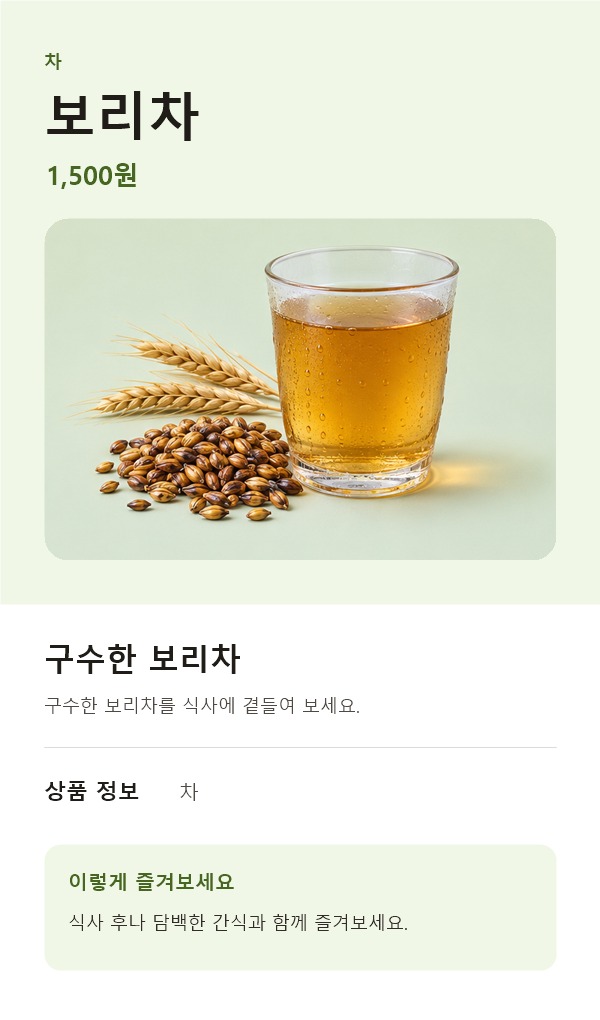 차
보리차
1,500원
구수한 보리차
구수한 보리차를 식사에 곁들여 보세요.
상품 정보 차
이렇게 즐겨보세요
식사 후나 담백한 간식과 함께 즐겨보세요.